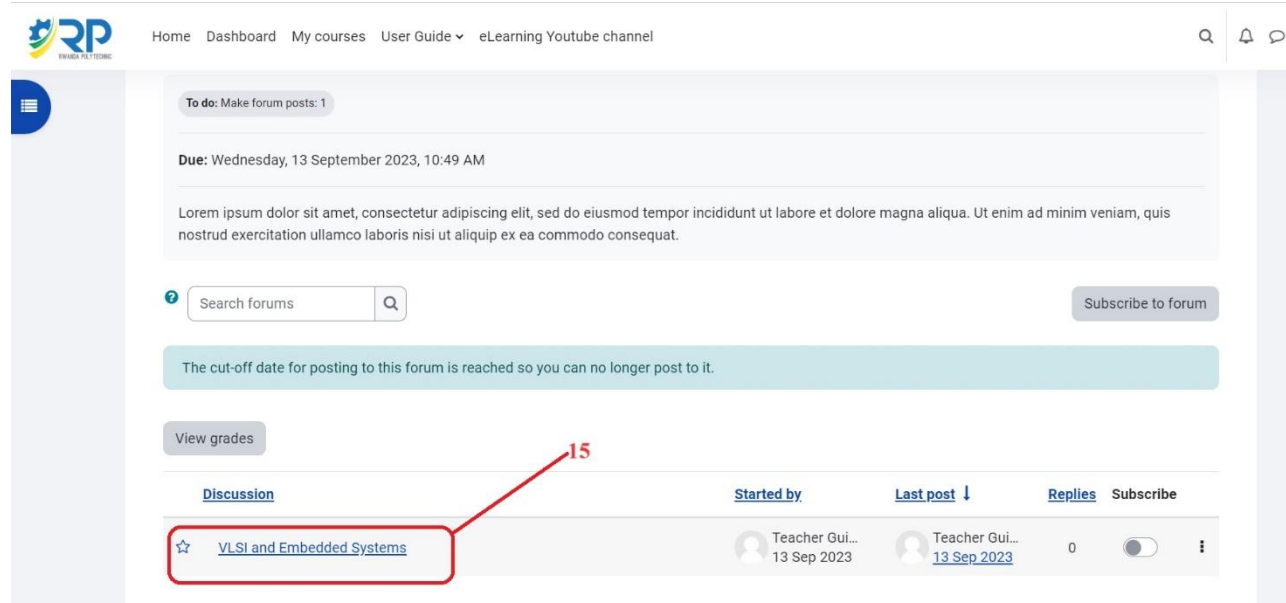 RP
RWANDA POLYTECHNIC
Home Dashboard My courses User Guide eLearning Youtube channel
To do: Make forum posts: 1
Due: Wednesday, 13 September 2023, 10:49 AM
Lorem ipsum dolor sit amet, consectetur adipiscing elit, sed do eiusmod tempor incididunt ut labore et dolore magna aliqua. Ut enim ad minim veniam, quis
nostrud exercitation ullamco laboris nisi ut aliquip ex ea commodo consequat.
Search forums
Subscribe to forum
The cut-off date for posting to this forum is reached so you can no longer post to it.
View grades
15
Discussion Started by Last post ↓ Replies Subscribe
VLSI and Embedded Systems Teacher Gui... Teacher Gui... 0
13 Sep 2023 13 Sep 2023